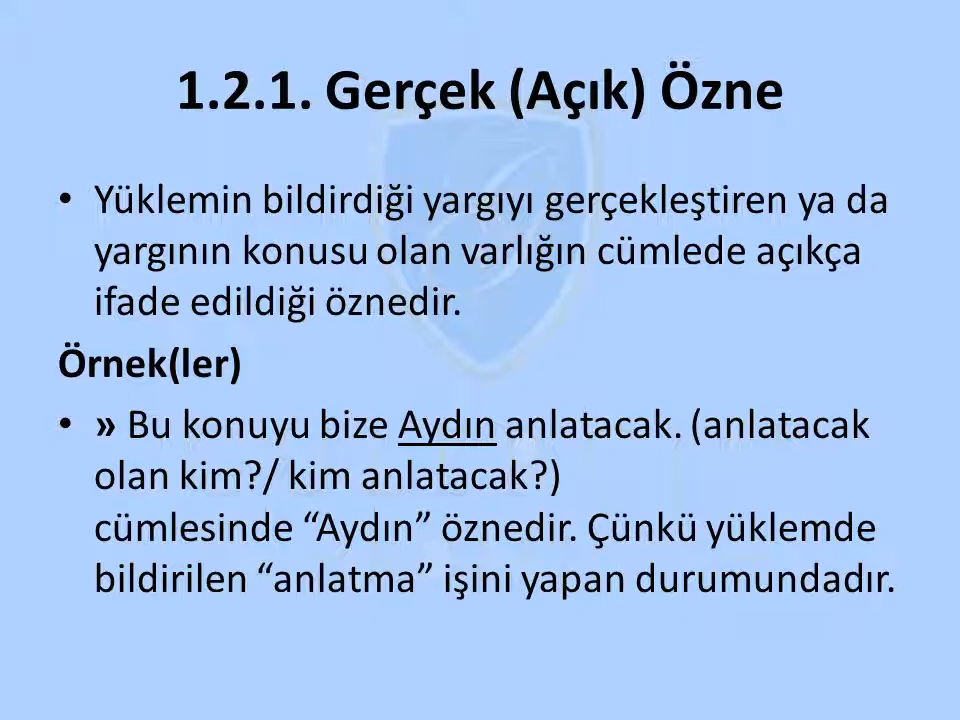 1.2.1. Gerçek (Açık) Özne
• Yüklemin bildirdiği yargıyı gerçekleştiren ya da
yargının konusu olan varlığın cümlede açıkça
ifade edildiği öznedir.
Örnek(ler)
• » Bu konuyu bize Aydın anlatacak. (anlatacak
olan kim?/ kim anlatacak?)
cümlesinde “Aydın” öznedir. Çünkü yüklemde
bildirilen “anlatma” işini yapan durumundadır.